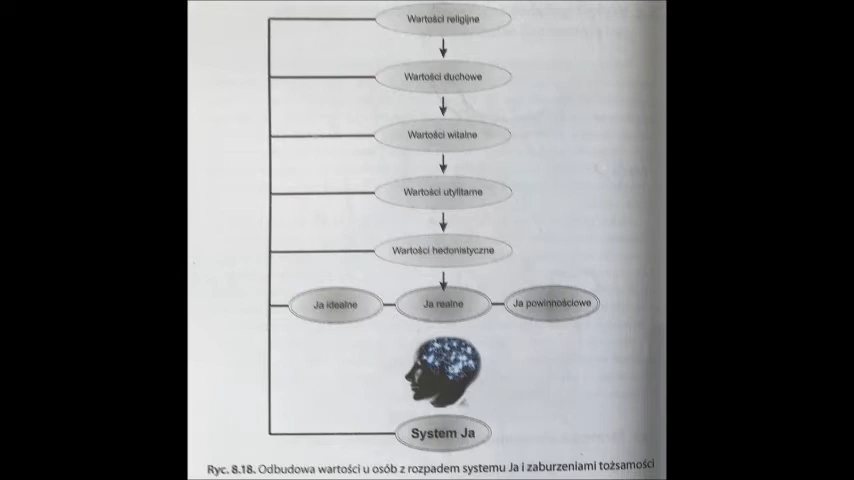 Wartości religijne
Wartości duchowe
Wartości witalne
Wartości utylitarne
Wartości hedonistyczne
Ja idealne Ja realne Ja powinnościowe
System Ja
Ryc. 8.18. Odbudowa wartości u osób z rozpadem systemu Ja i zaburzeniami tożsamości